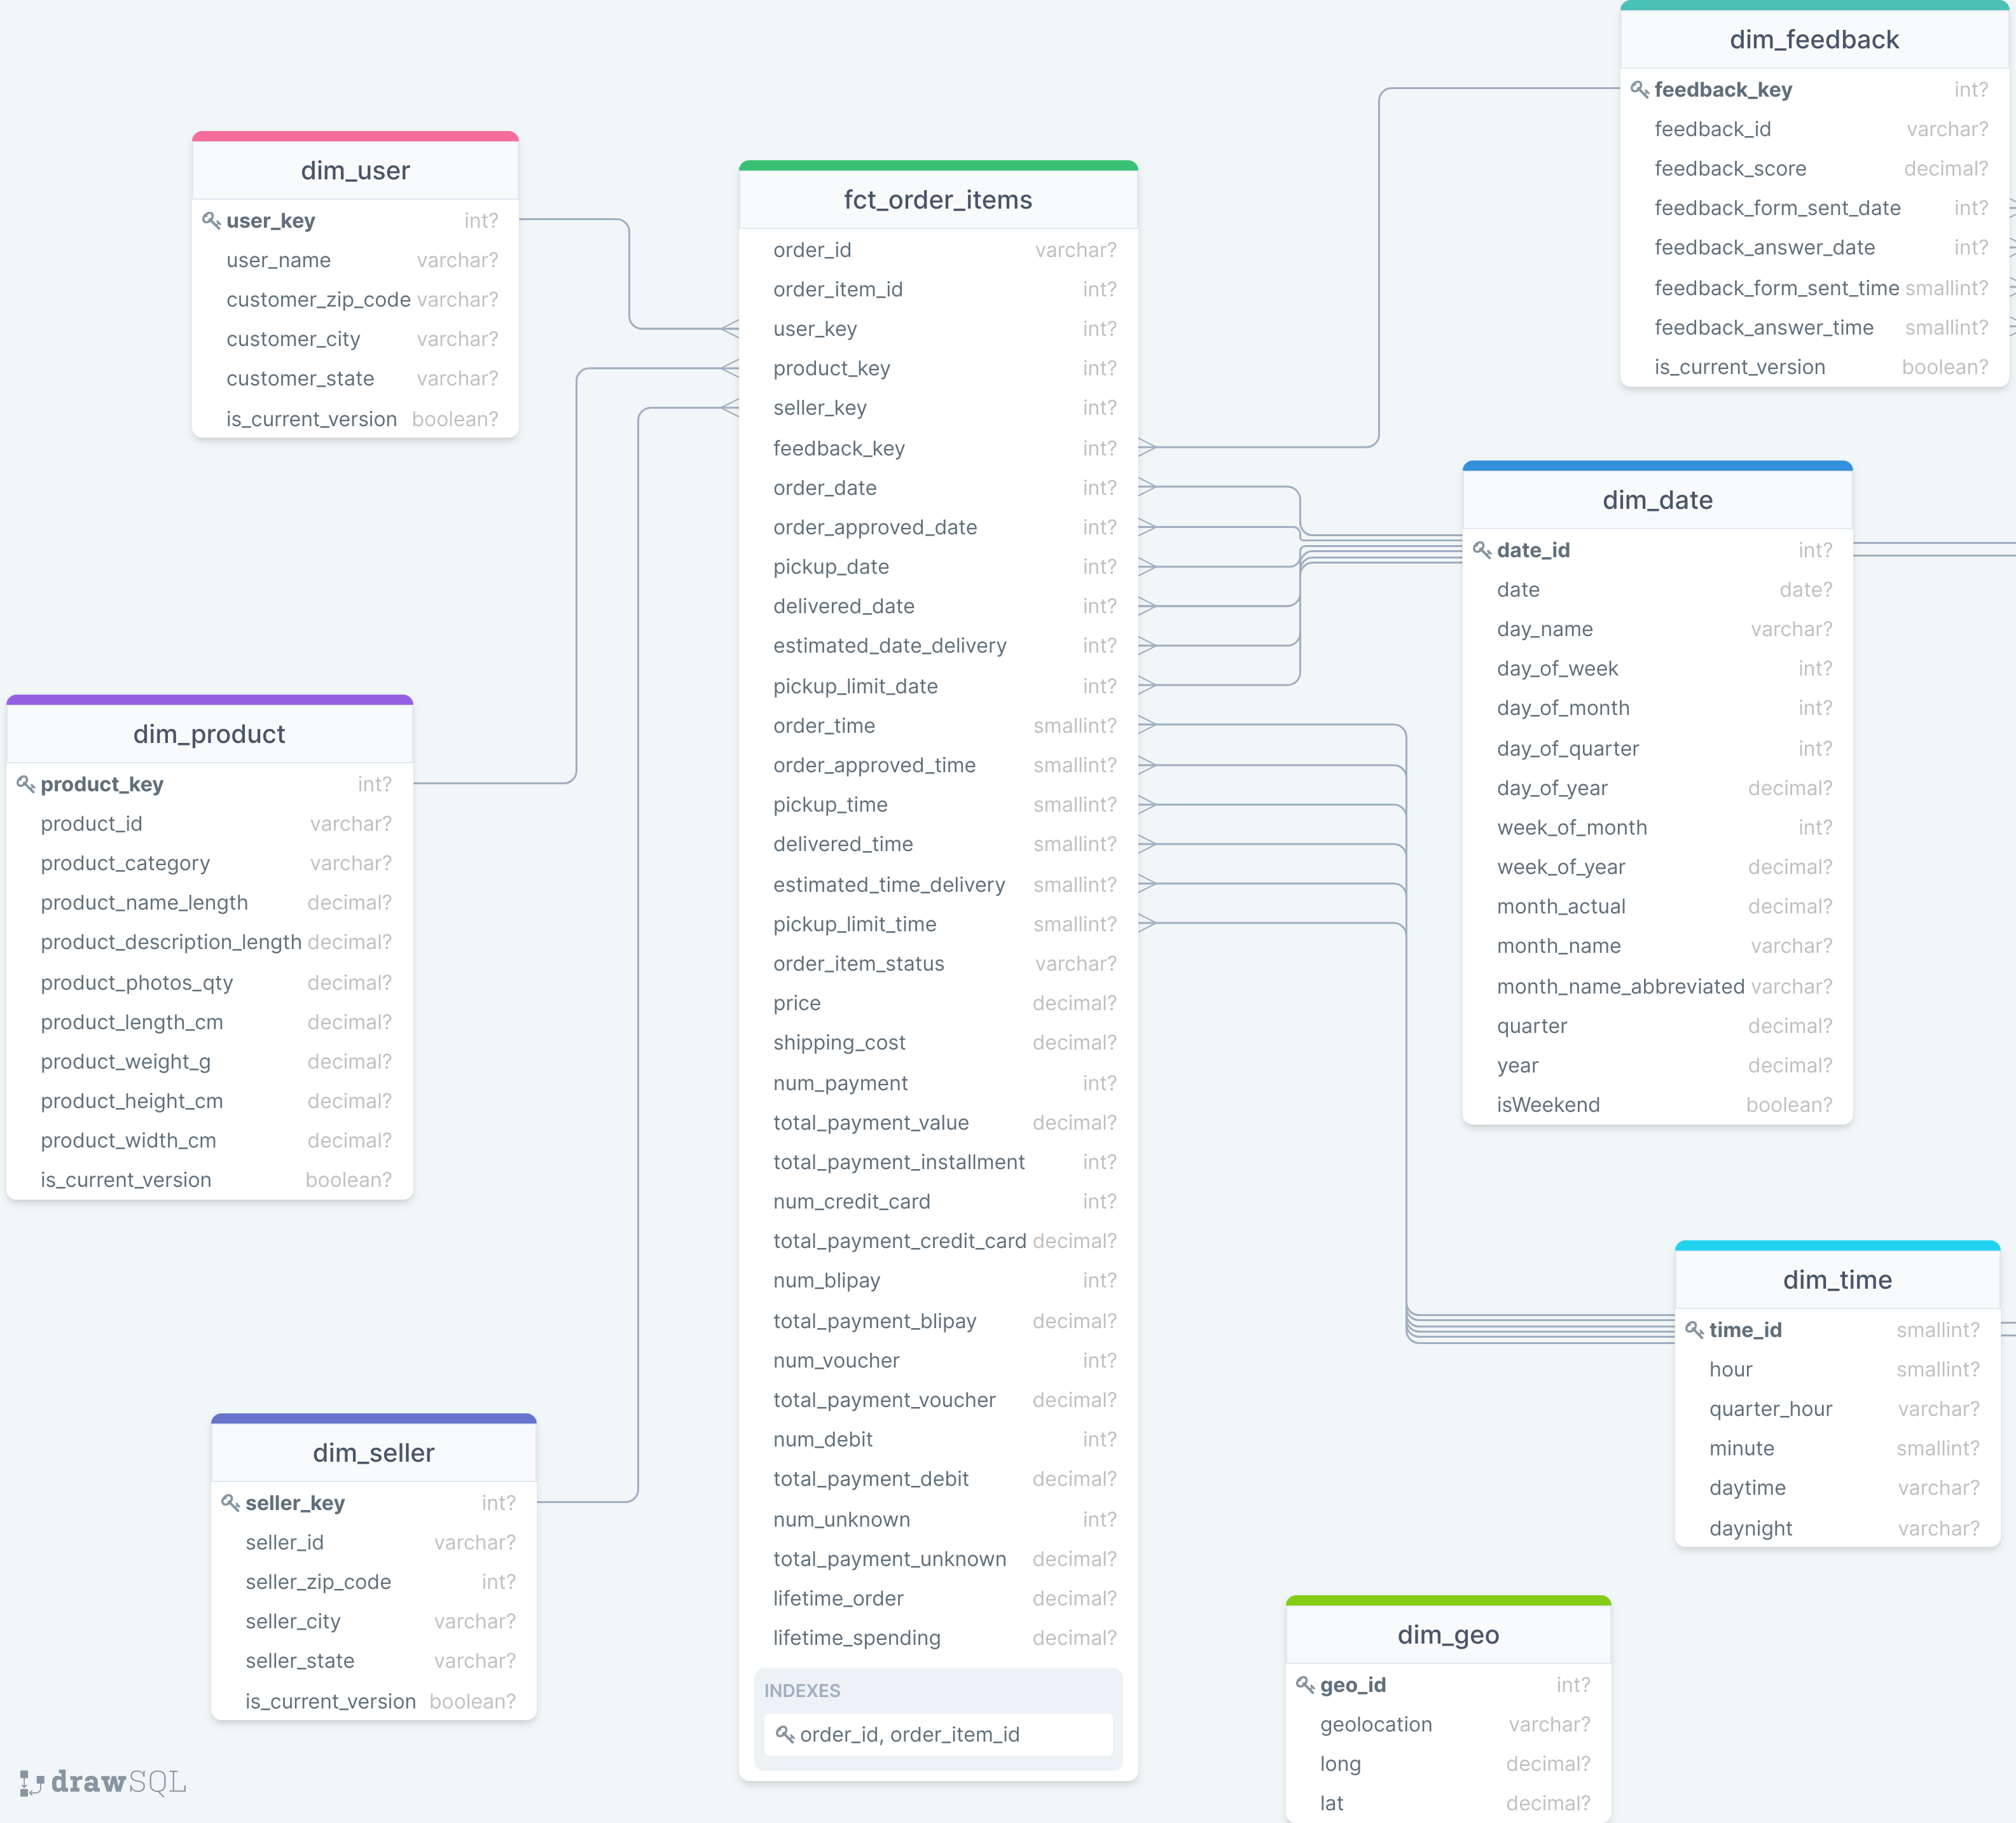 dim_feedback
feedback_key int?
feedback_id varchar?
feedback_score decimal?
feedback_form_sent_date int?
feedback_answer_date int?
feedback_form_sent_time smallint?
feedback_answer_time smallint?
is_current_version boolean?
dim_user
user_key int?
user_name varchar?
customer_zip_code varchar?
customer_city varchar?
customer_state varchar?
is_current_version boolean?
fct_order_items
order_id varchar?
order_item_id int?
user_key int?
product_key int?
seller_key int?
feedback_key int?
order_date int?
order_approved_date int?
pickup_date int?
delivered_date int?
estimated_date_delivery int?
pickup_limit_date int?
order_time smallint?
order_approved_time smallint?
pickup_time smallint?
delivered_time smallint?
estimated_time_delivery smallint?
pickup_limit_time smallint?
order_item_status varchar?
price decimal?
shipping_cost decimal?
num_payment int?
total_payment_value decimal?
total_payment_installment int?
num_credit_card int?
total_payment_credit_card decimal?
num_blipay int?
total_payment_blipay decimal?
num_voucher int?
total_payment_voucher decimal?
num_debit int?
total_payment_debit decimal?
num_unknown int?
total_payment_unknown decimal?
lifetime_order decimal?
lifetime_spending decimal?
INDEXES
order_id, order_item_id
dim_date
date_id int?
date date?
day_name varchar?
day_of_week int?
day_of_month int?
day_of_quarter int?
day_of_year decimal?
week_of_month int?
week_of_year decimal?
month_actual decimal?
month_name varchar?
month_name_abbreviated varchar?
quarter decimal?
year decimal?
isWeekend boolean?
dim_product
product_key int?
product_id varchar?
product_category varchar?
product_name_length decimal?
product_description_length decimal?
product_photos_qty decimal?
product_length_cm decimal?
product_weight_g decimal?
product_height_cm decimal?
product_width_cm decimal?
is_current_version boolean?
dim_time
time_id smallint?
hour smallint?
quarter_hour varchar?
minute smallint?
daytime varchar?
daynight varchar?
dim_seller
seller_key int?
seller_id varchar?
seller_zip_code int?
seller_city varchar?
seller_state varchar?
is_current_version boolean?
dim_geo
geo_id int?
geolocation varchar?
long decimal?
lat decimal?
drawSQL